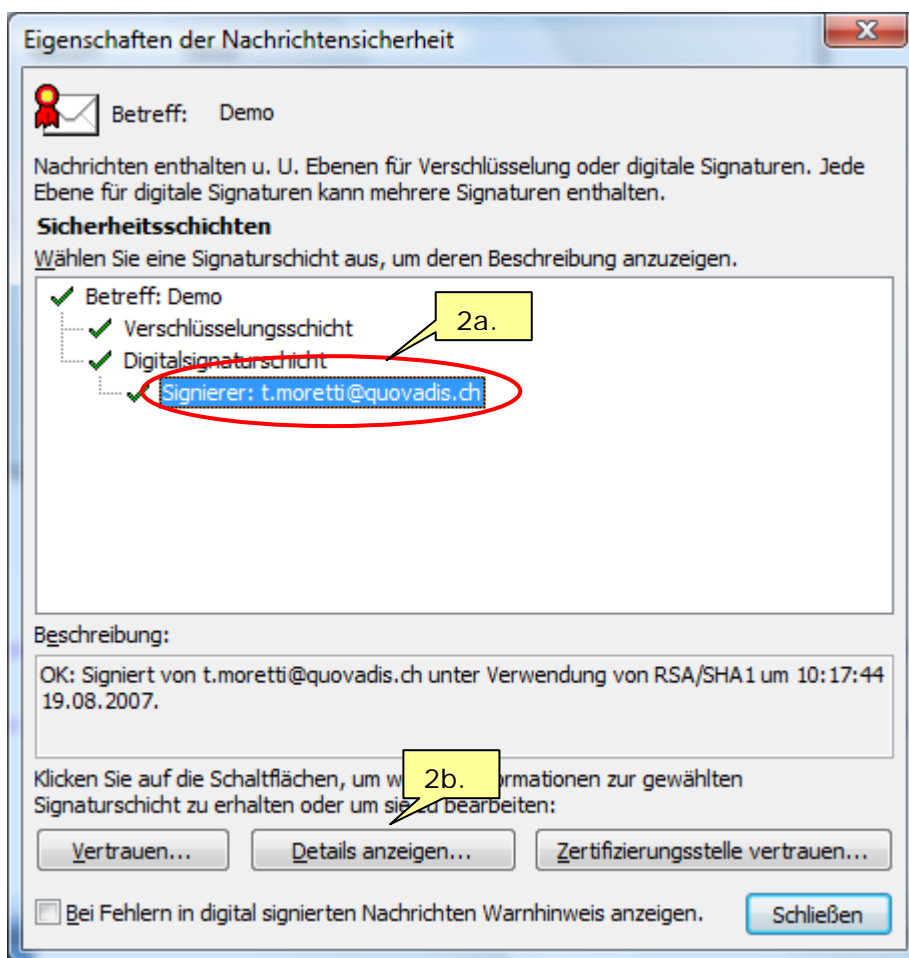 Eigenschaften der Nachrichtensicherheit
X
Betreff: Demo
Nachrichten enthalten u. U. Ebenen für Verschlüsselung oder digitale Signaturen. Jede
Ebene für digitale Signaturen kann mehrere Signaturen enthalten.
Sicherheitsschichten
Wählen Sie eine Signaturschicht aus, um deren Beschreibung anzuzeigen.
Betreff: Demo
Verschlüsselungsschicht
2a.
Digitalsignaturschicht
Signierer: t.moretti@quovadis.ch
Beschreibung:
OK: Signiert von t.moretti@quovadis.ch unter Verwendung von RSA/SHA1 um 10:17:44
19.08.2007.
Klicken Sie auf die Schaltflächen, um zur gewählten
2b.
Signaturschicht zu erhalten oder um sie zu bearbeiten:
Vertrauen...
Details anzeigen...
Zertifizierungsstelle vertrauen...
Bei Fehlern in digital signierten Nachrichten Warnhinweis anzeigen.
Schließen